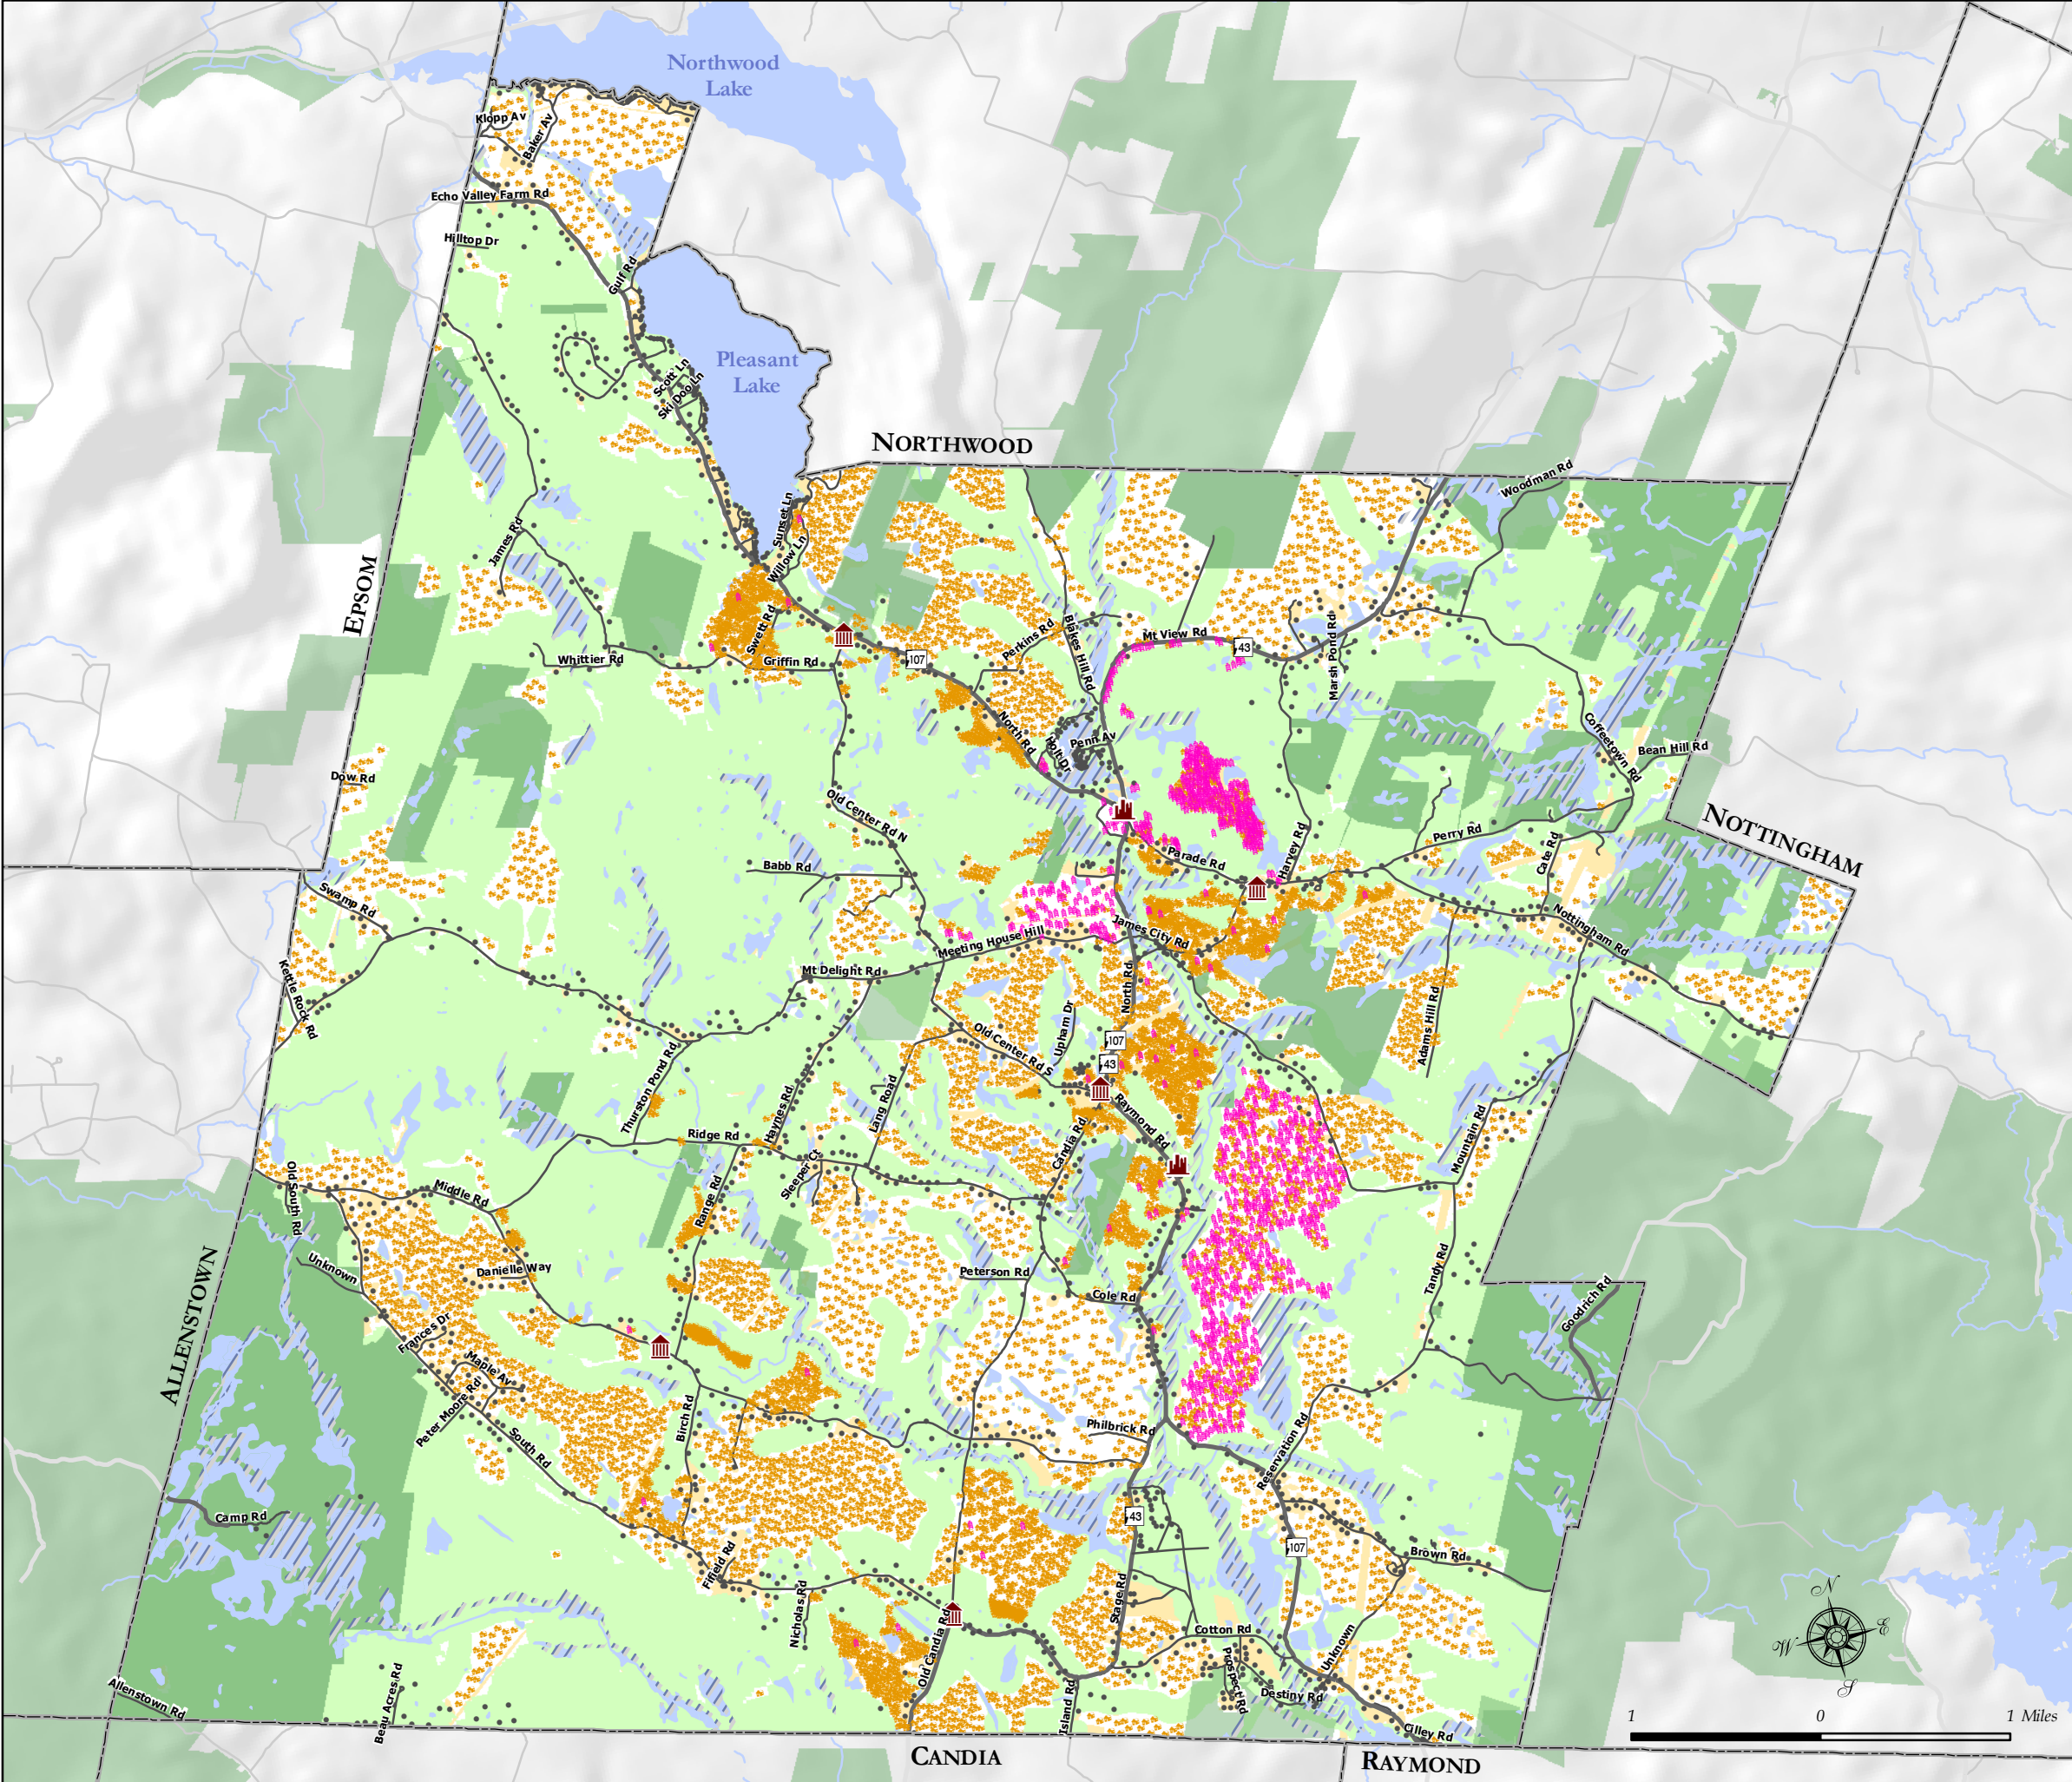 Northwood
Lake
Klopp Av
Baker Av
Echo Valley Farm Rd
Hilltop Dr
Gulf Rd
Pleasant
Lake
Scott Ln
Ski Doo Ln
NORTHWOOD
Woodman Rd
Sunset Ln
Willow Ln
James Rd
EPSOM
Swett Rd
Whittier Rd
Griffin Rd
107
Perkins Rd
Blakes Hill Rd
Mt View Rd
43
Marsh Pond Rd
North Rd
Holt Dr
Penn Av
Coffeetown Rd
Bean Hill Rd
Dow Rd
Old Center Rd N
Parade Rd
Harvey Rd
Perry Rd
Cate Rd
NOTTINGHAM
Babb Rd
Swamp Rd
Meeting House Hill
James City Rd
Nottingham Rd
Mt Delight Rd
Kettle Rock Rd
North Rd
Upham Dr
Adams Hill Rd
Old Center Rd S
107
43
Thurston Pond Rd
Haynes Rd
Lang Road
Raymond Rd
Candia Rd
Ridge Rd
Mountain Rd
Sleeper Ct
Old South Rd
Middle Rd
Range Rd
Unknown
Danielle Way
Peterson Rd
Cole Rd
Tandy Rd
Goodrich Rd
ALLENSTOWN
Frances Dr
Maple Av
Peter Moore Rd
South Rd
Birch Rd
Philbrick Rd
Reservation Rd
Camp Rd
43
107
Brown Rd
Fifield Rd
Nicholas Rd
Stage Rd
Old Candia Rd
Cotton Rd
Unknown
Prospect Rd
Destiny Rd
Island Rd
Cilley Rd
Allenstown Rd
Beau Acres Rd
N
W
E
S
1
0
1 Miles
CANDIA
RAYMOND